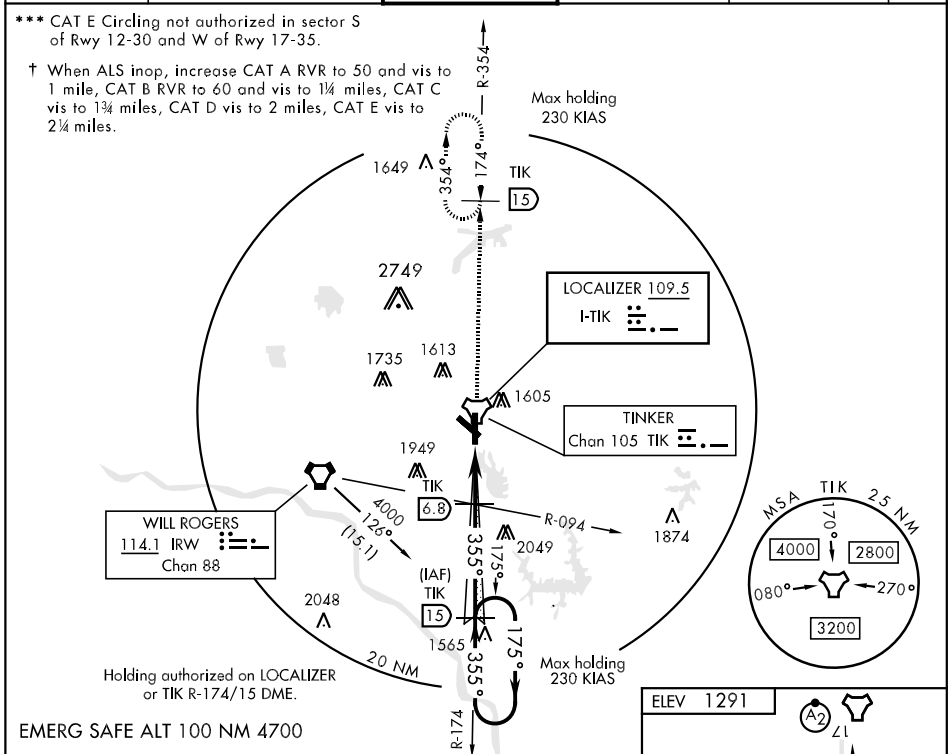 *** CAT E Circling not authorized in sector S
of Rwy 12-30 and W of Rwy 17-35.
† When ALS inop, increase CAT A RVR to 50 and vis to
1 mile, CAT B RVR to 60 and vis to 1¼ miles, CAT C
vis to 1¾ miles, CAT D vis to 2 miles, CAT E vis to
2¼ miles.
R-354
Max holding
230 KIAS
1649
354°
174°
TIK
15
2749
LOCALIZER 109.5
I-TIK
1735
1613
1605
TINKER
Chan 105 TIK
1949
TIK
6.8
WILL ROGERS
114.1 IRW
Chan 88
4000
126°
(15.1)
R-094
1874
2049
355°
175°
(IAF)
TIK
15
2048
1565
355°
175°
20 NM
Max holding
230 KIAS
Holding authorized on LOCALIZER
or TIK R-174/15 DME.
R-174
EMERG SAFE ALT 100 NM 4700
MSA TIK 25 NM
170°
4000
2800
080°
270°
3200
ELEV 1291
A2
17